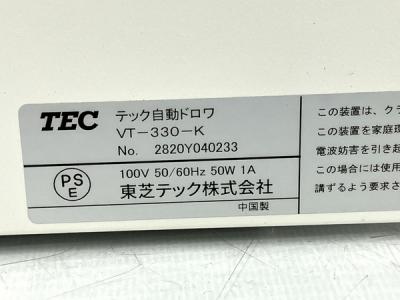 TEC
テック自動ドロワ
VT-330-K
No. 2820Y040233
PS
E
100V 50/60Hz 50W 1A
東芝テック株式会社
中国製
この装置は、クラ
この装置を家庭環
電波妨害を引き起
この場合には使用
講ずるよう要求さ